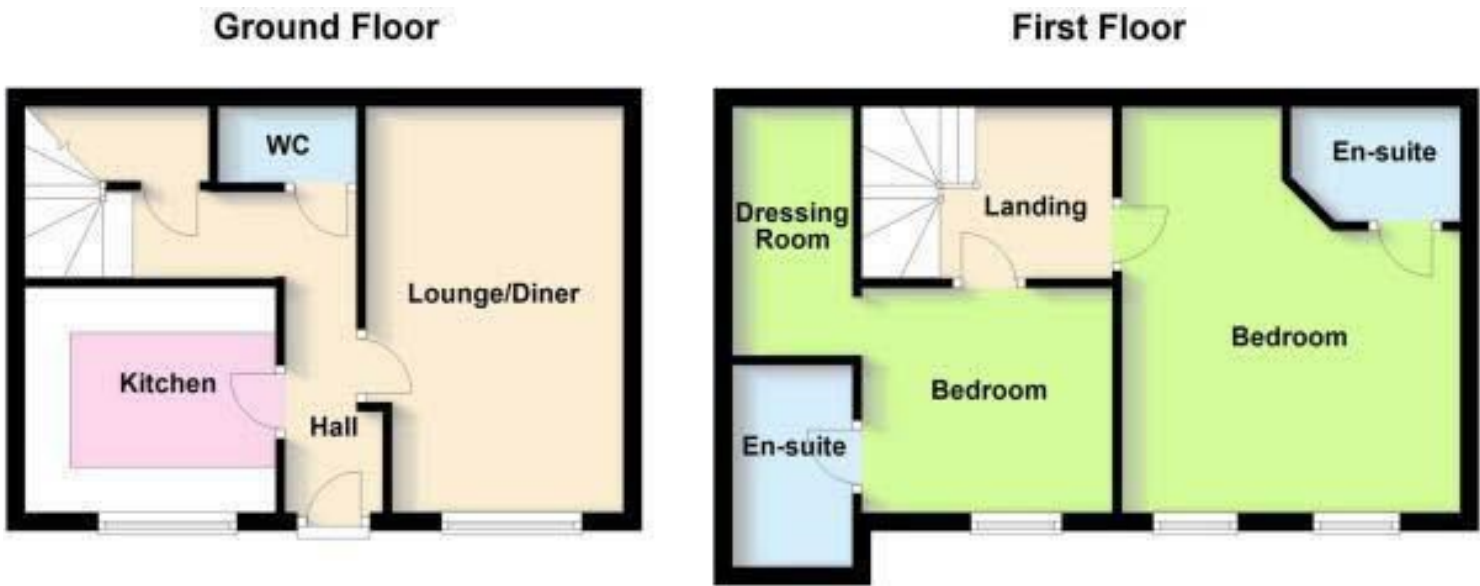 Ground Floor
WC
Lounge/Diner
Kitchen
Hall
First Floor
En-suite
Dressing
Room
Landing
Bedroom
Bedroom
En-suite